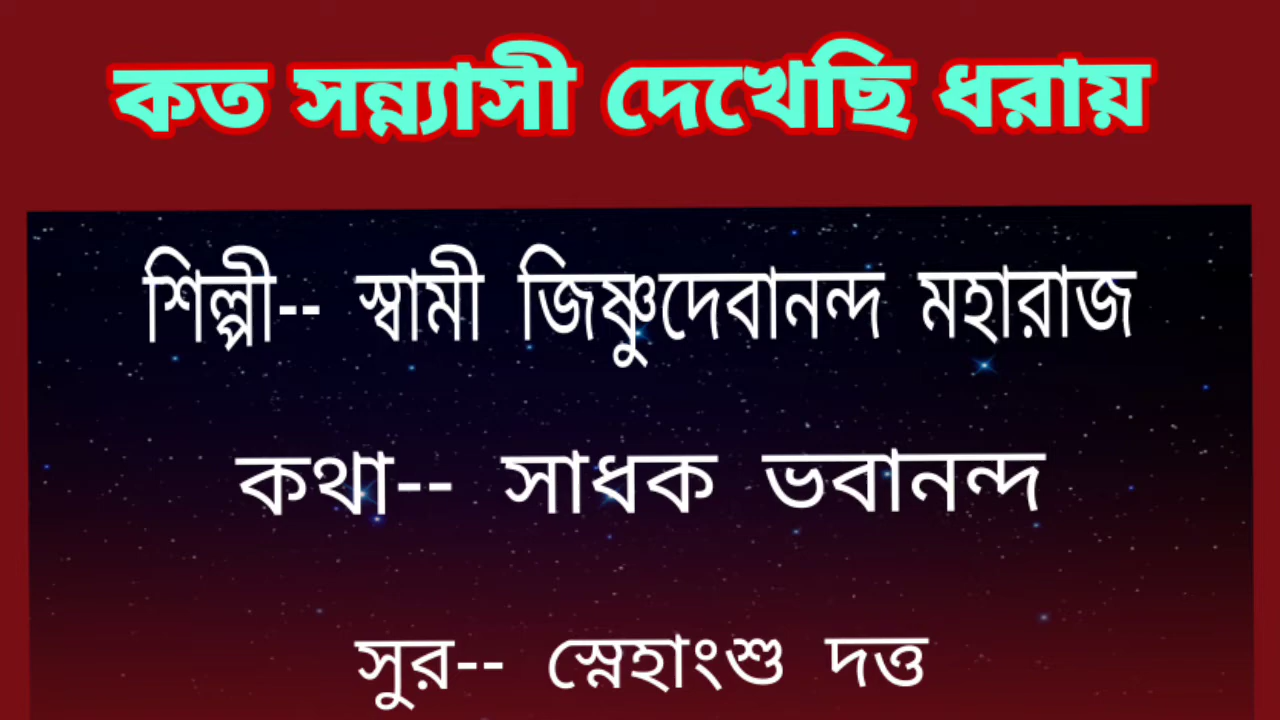 কত সন্ন্যাসী দেখেছি ধরায়
শিল্পী-- স্বামী জিষ্ণুদেবানন্দ মহারাজ
কথা-- সাধক ভবানন্দ
সুর-- স্নেহাংশু দত্ত